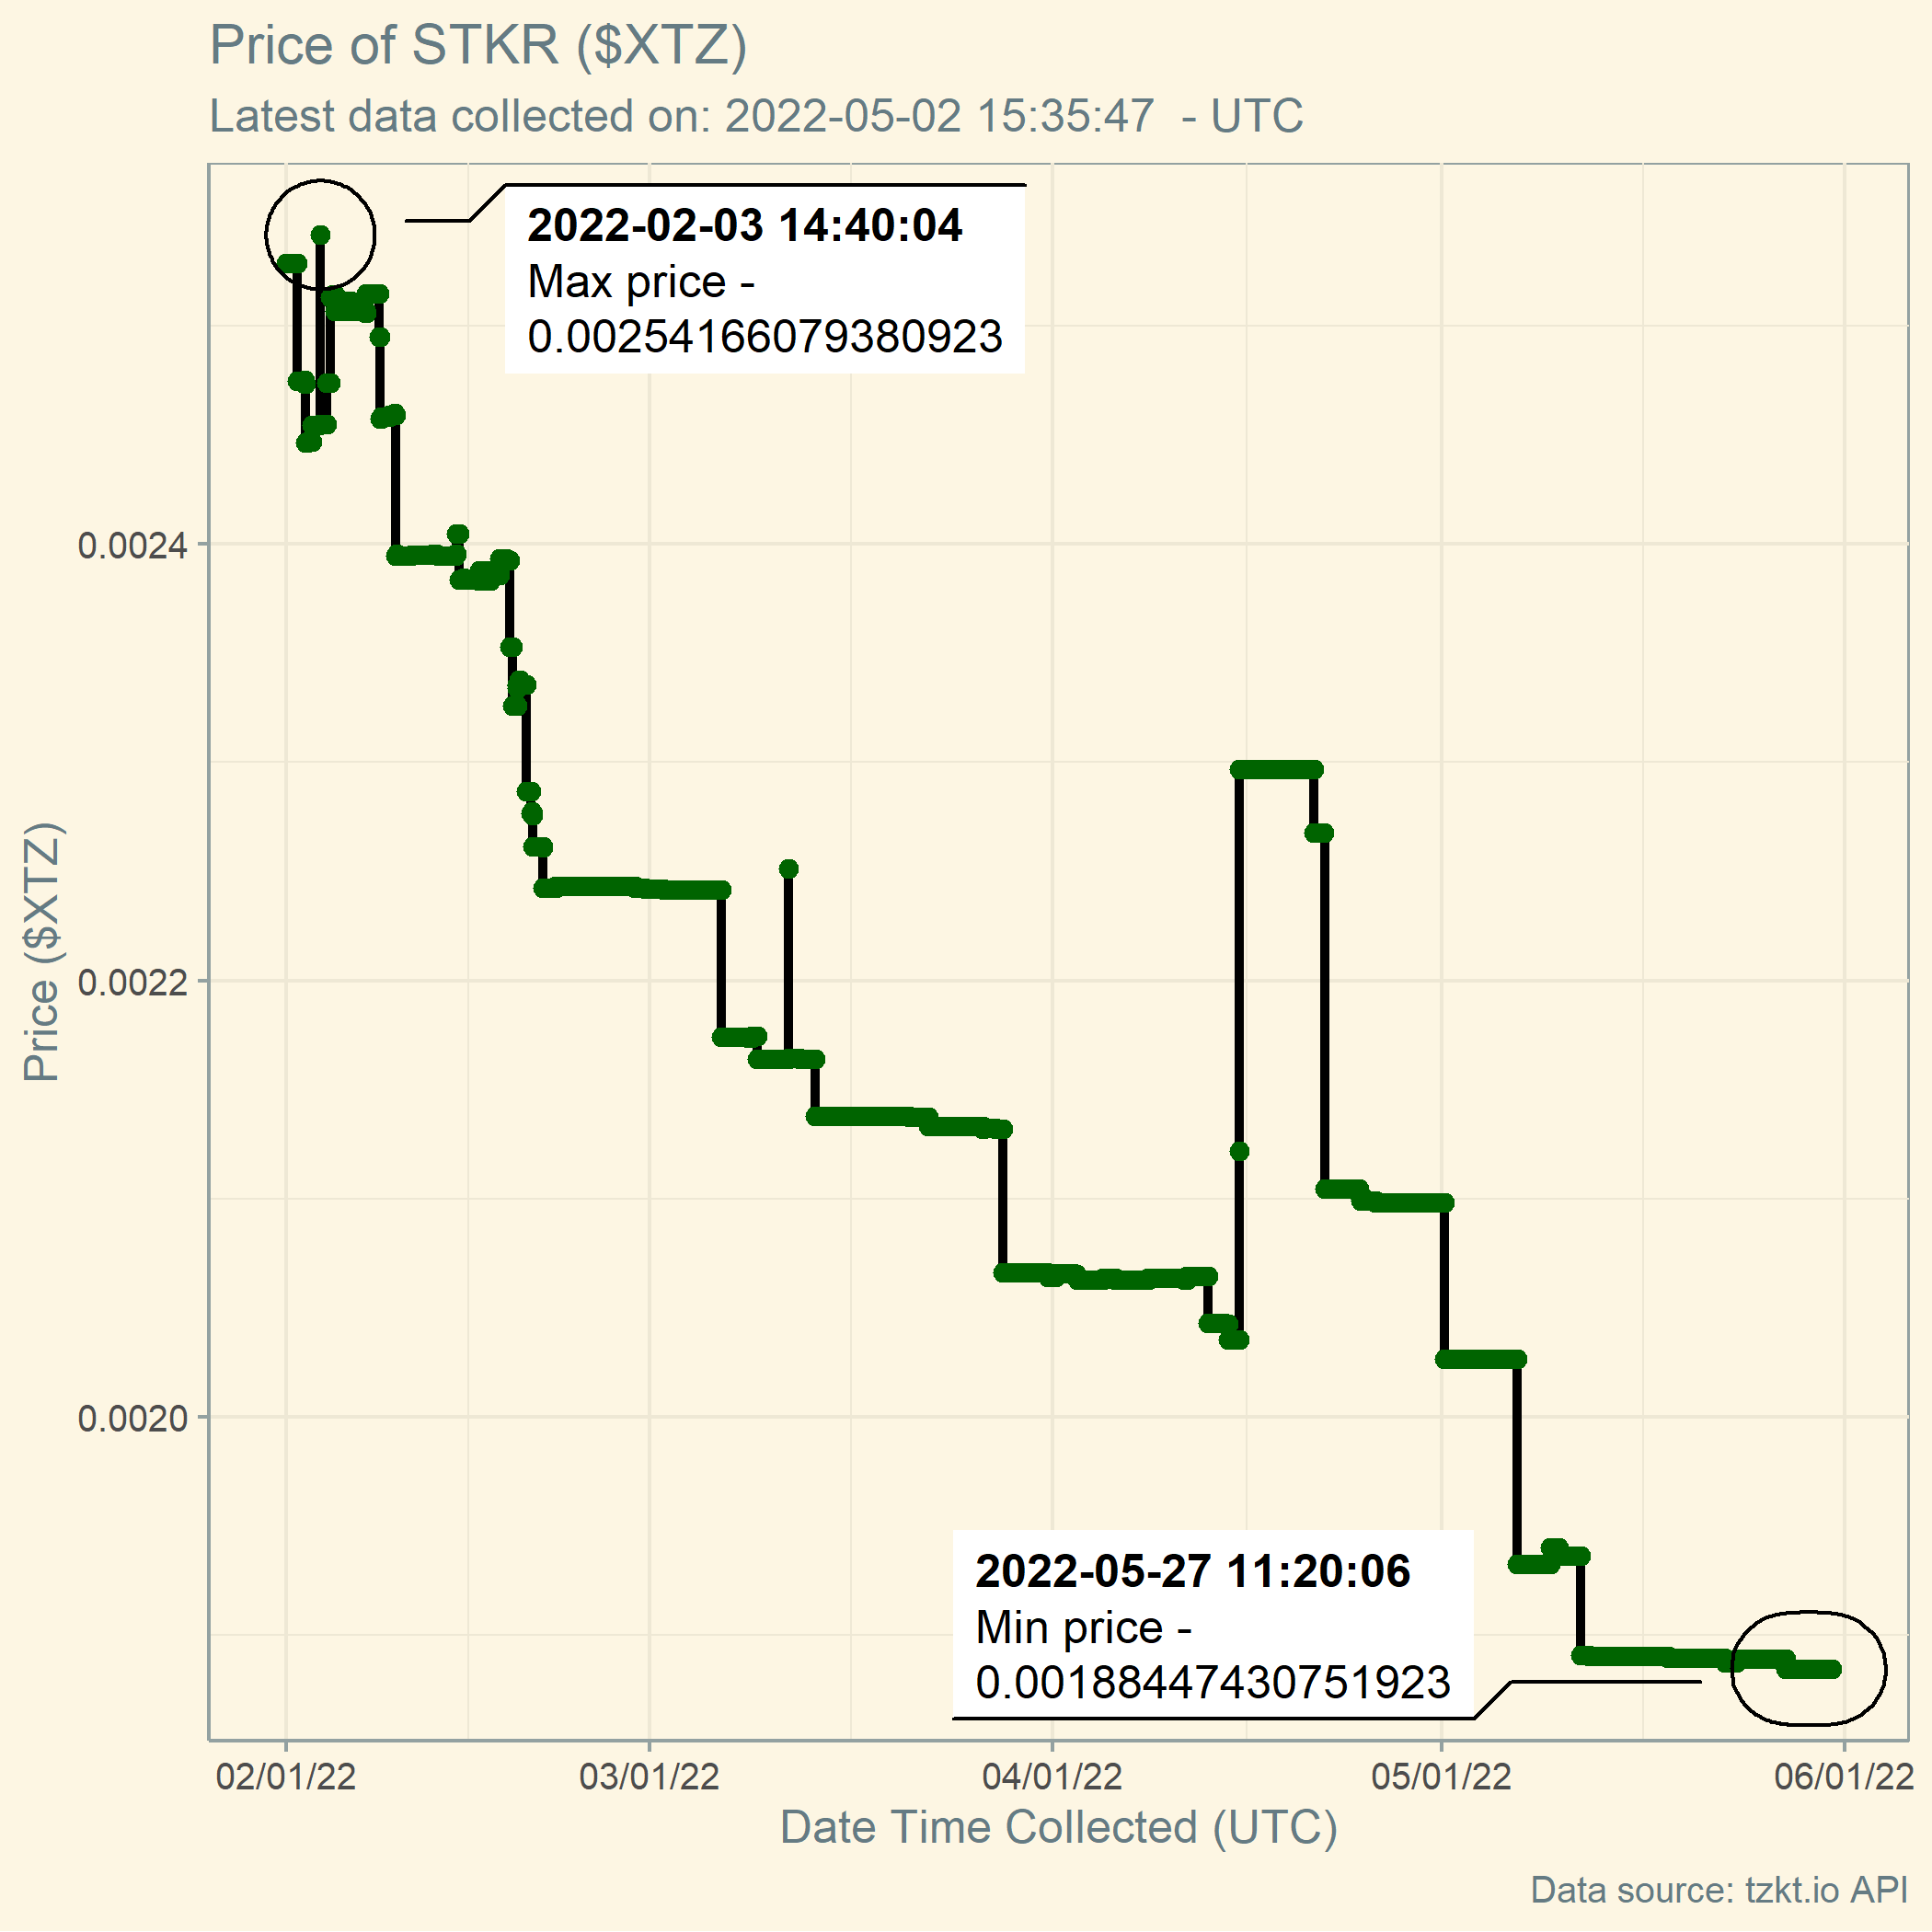 Price of STKR ($XTZ)
Latest data collected on: 2022-05-02 15:35:47  - UTC
2022-02-03 14:40:04
Max price -
0.00254166079380923
0.0024
0.0022
0.0020
Price ($XTZ)
2022-05-27 11:20:06
Min price -
0.00188447430751923
02/01/22 03/01/22 04/01/22 05/01/22 06/01/22
Date Time Collected (UTC)
Data source: tzkt.io API